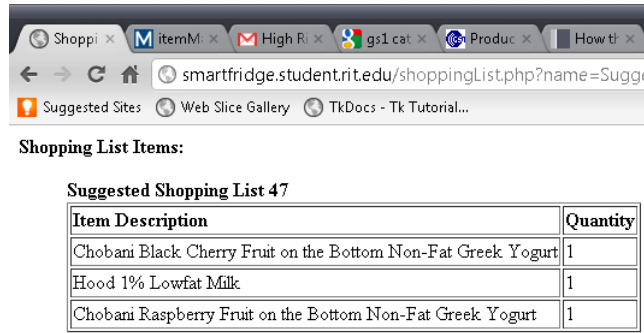 Shoppi
itemM
High Ri
gs1 cat
Produc
How th
smartfridge.student.rit.edu/shoppingList.php?name=Sugge
Suggested Sites Web Slice Gallery TkDocs - Tk Tutorial...
Shopping List Items:
Suggested Shopping List 47
Item Description Quantity
Chobani Black Cherry Fruit on the Bottom Non-Fat Greek Yogurt 1
Hood 1% Lowfat Milk 1
Chobani Raspberry Fruit on the Bottom Non-Fat Greek Yogurt 1